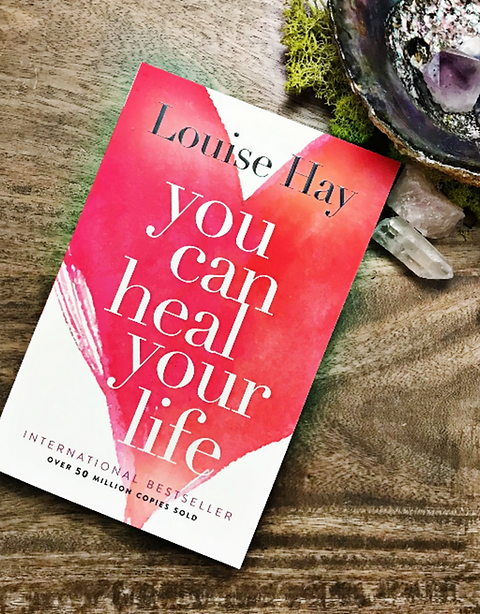 Louise Hay
you
can
heal
your
life
INTERNATIONAL BESTSELLER
OVER 50 MILLION COPIES SOLD